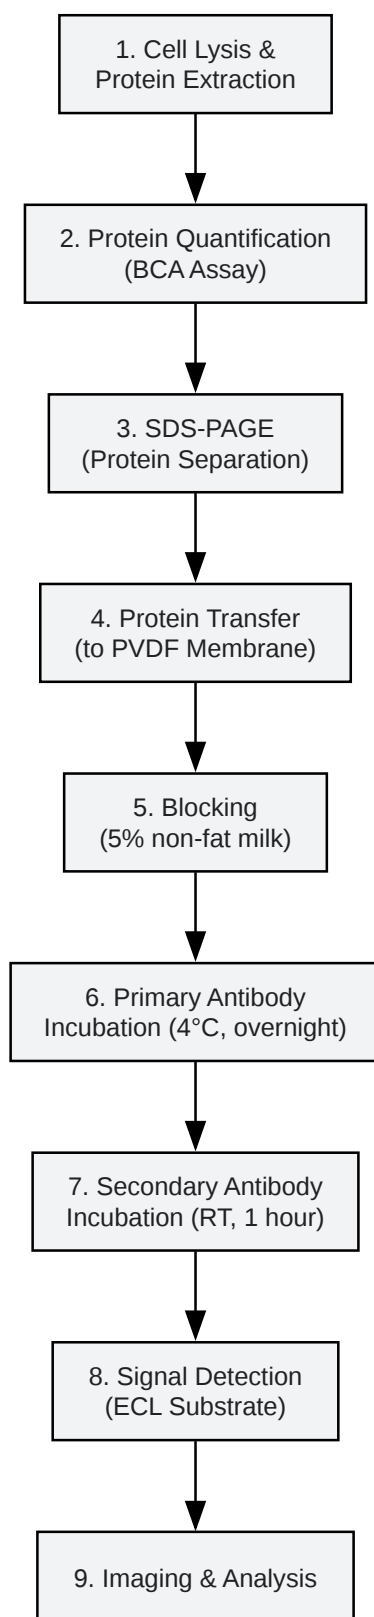 1. Cell Lysis &
Protein Extraction
2. Protein Quantification
(BCA Assay)
3. SDS-PAGE
(Protein Separation)
4. Protein Transfer
(to PVDF Membrane)
5. Blocking
(5% non-fat milk)
6. Primary Antibody
Incubation (4°C, overnight)
7. Secondary Antibody
Incubation (RT, 1 hour)
8. Signal Detection
(ECL Substrate)
9. Imaging & Analysis